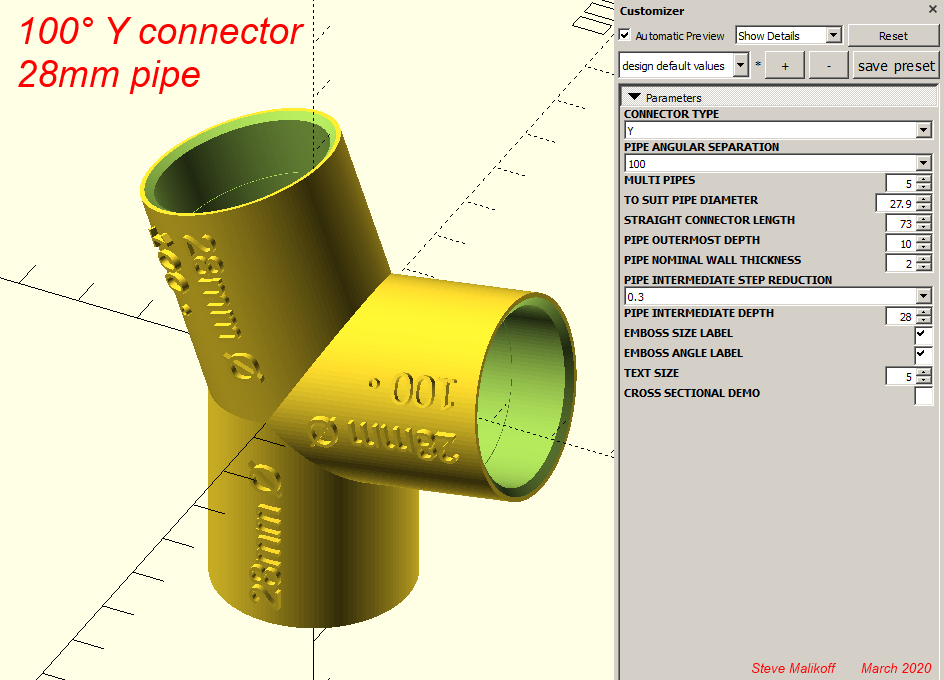 100° Y connector
28mm pipe
100°
28mm Ø
100°
28mm Ø
28mm Ø
Customizer
Automatic Preview Show Details Reset
design default values * + - save preset
Parameters
CONNECTOR TYPE
Y
PIPE ANGULAR SEPARATION
100
MULTI PIPES 5
TO SUIT PIPE DIAMETER 27.9
STRAIGHT CONNECTOR LENGTH 73
PIPE OUTERMOST DEPTH 10
PIPE NOMINAL WALL THICKNESS 2
PIPE INTERMEDIATE STEP REDUCTION
0.3
PIPE INTERMEDIATE DEPTH 28
EMBOSS SIZE LABEL
EMBOSS ANGLE LABEL
TEXT SIZE 5
CROSS SECTIONAL DEMO
Steve Malikoff March 2020